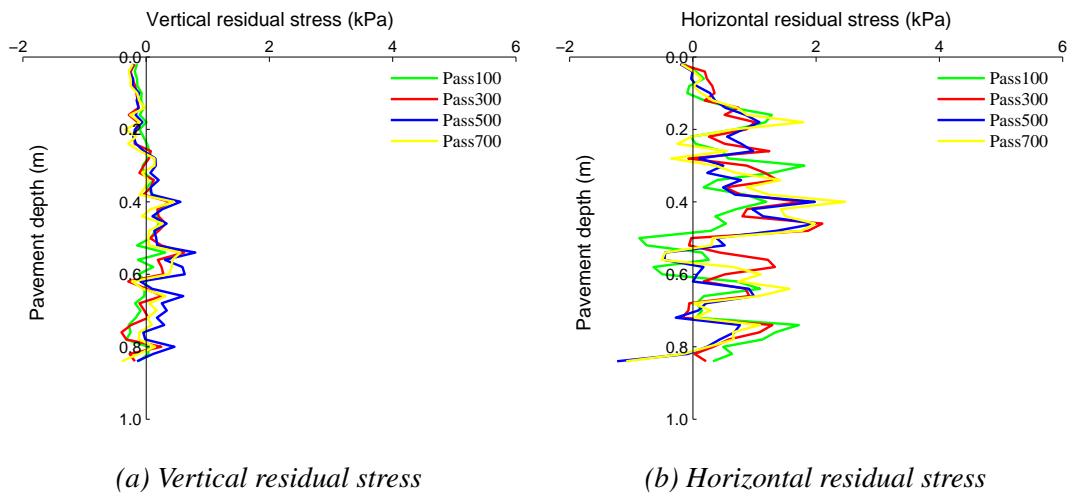 Vertical residual stress (kPa)
−2 0 2 4 6
0.0
0.2
0.4
0.6
0.8
1.0
Pavement depth (m)
Pass100
Pass300
Pass500
Pass700
(a) Vertical residual stress
Horizontal residual stress (kPa)
−2 0 2 4 6
0.0
0.2
0.4
0.6
0.8
1.0
Pavement depth (m)
Pass100
Pass300
Pass500
Pass700
(b) Horizontal residual stress